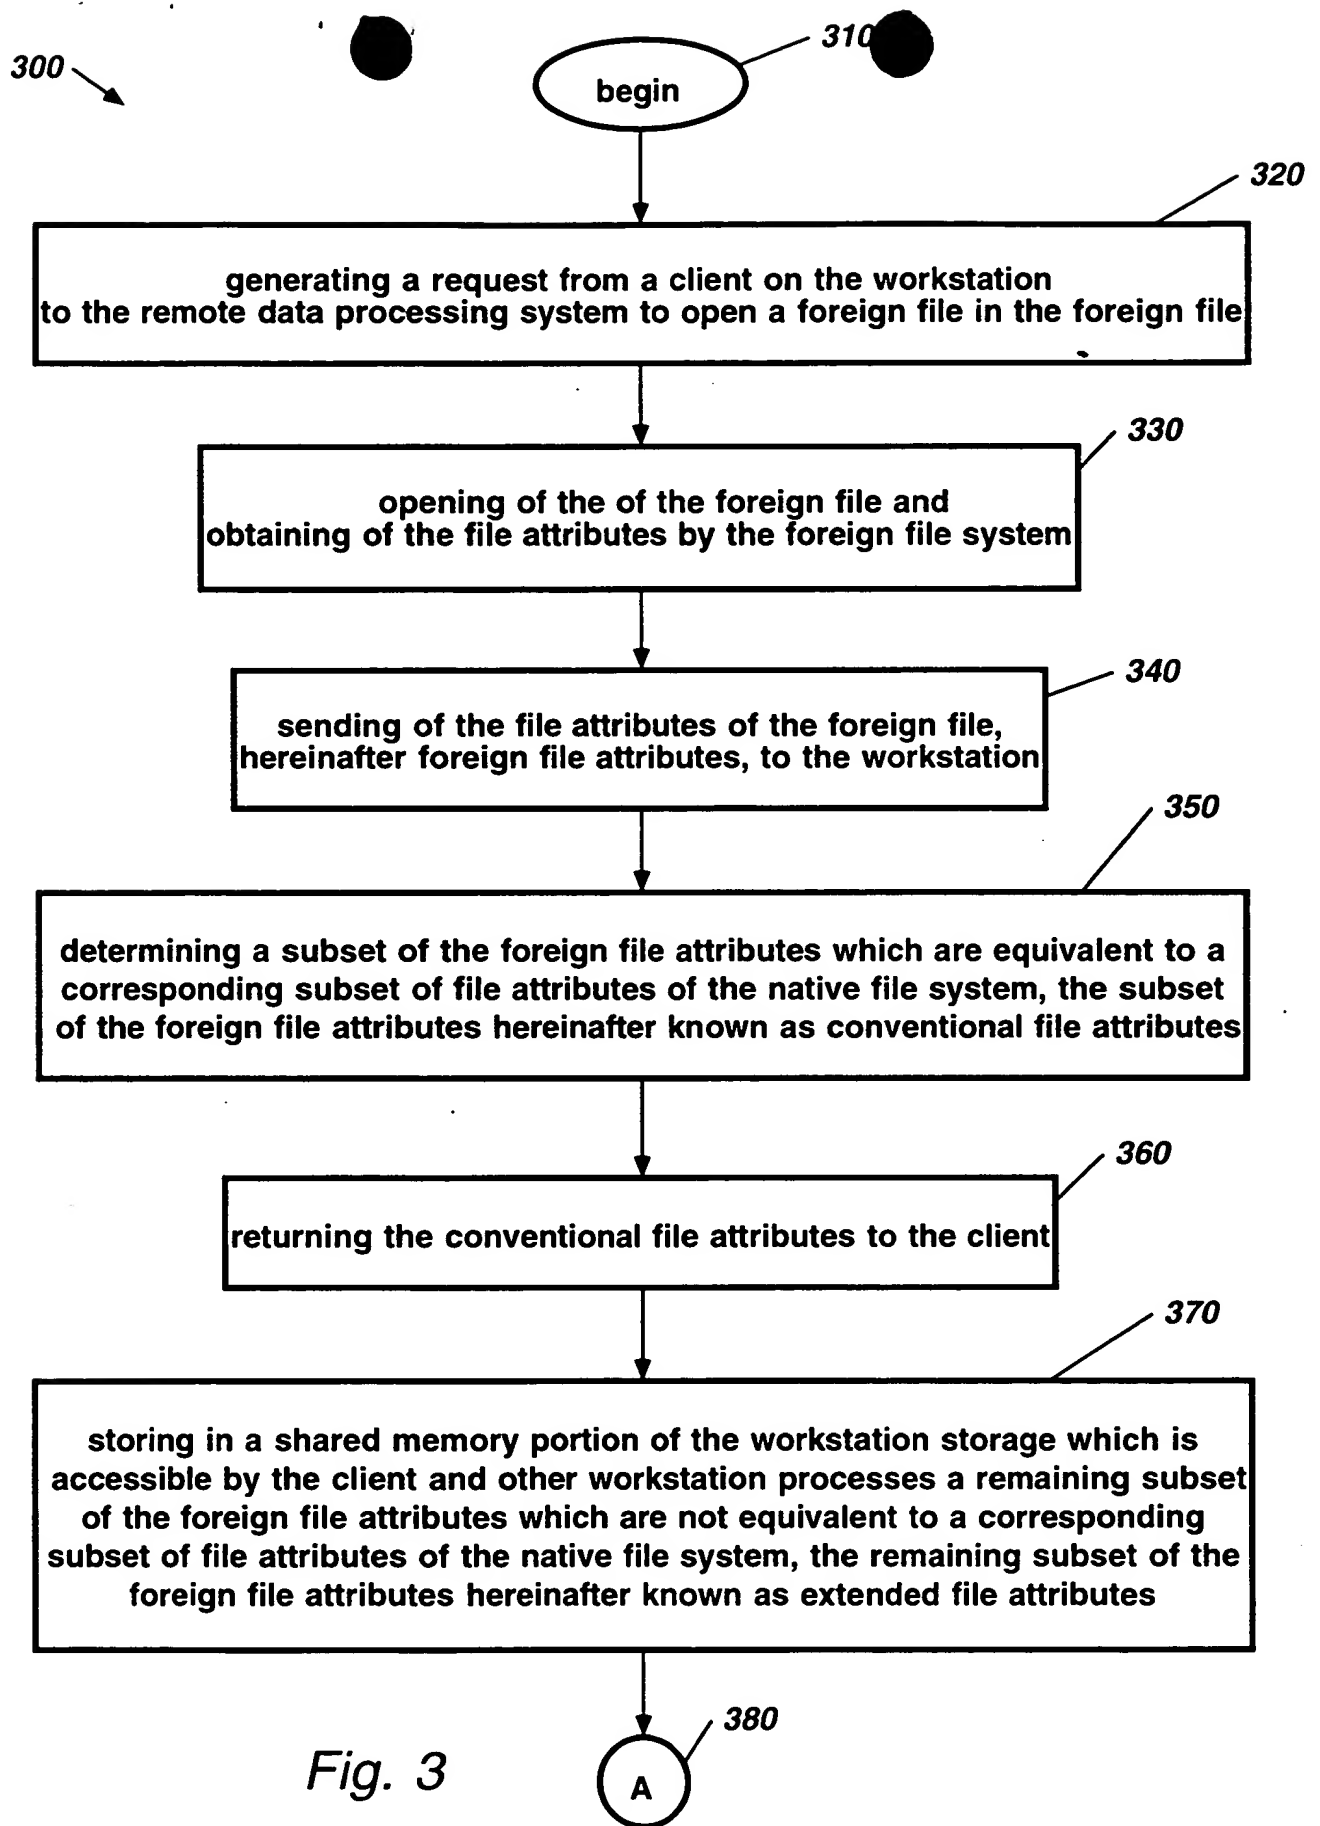 300
310
begin
320
generating a request from a client on the workstation
to the remote data processing system to open a foreign file in the foreign file
330
opening of the of the foreign file and
obtaining of the file attributes by the foreign file system
340
sending of the file attributes of the foreign file,
hereinafter foreign file attributes, to the workstation
350
determining a subset of the foreign file attributes which are equivalent to a
corresponding subset of file attributes of the native file system, the subset
of the foreign file attributes hereinafter known as conventional file attributes
360
returning the conventional file attributes to the client
370
storing in a shared memory portion of the workstation storage which is
accessible by the client and other workstation processes a remaining subset
of the foreign file attributes which are not equivalent to a corresponding
subset of file attributes of the native file system, the remaining subset of the
foreign file attributes hereinafter known as extended file attributes
380
A
Fig. 3